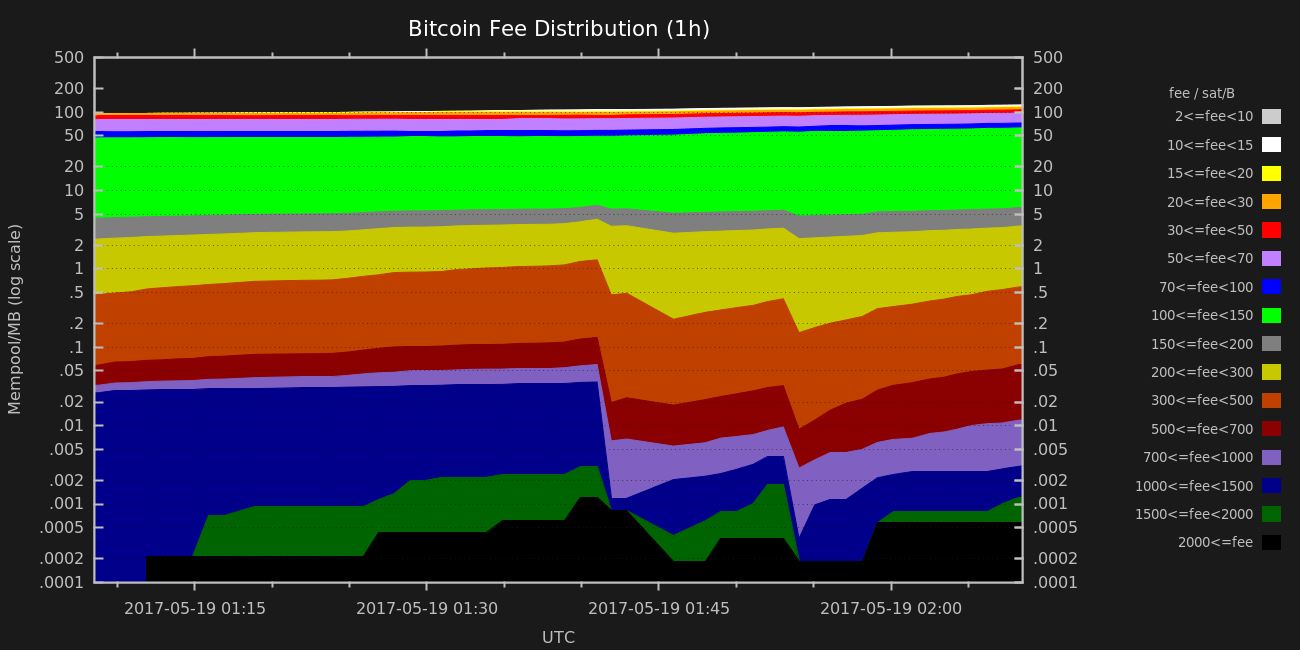 Bitcoin Fee Distribution (1h)
Mempool/MB (log scale)
500
200
100
50
20
10
5
2
1
.5
.2
.1
.05
.02
.01
.005
.002
.001
.0005
.0002
.0001
500
200
100
50
20
10
5
2
1
.5
.2
.1
.05
.02
.01
.005
.002
.001
.0005
.0002
.0001
2017-05-19 01:15 2017-05-19 01:30 2017-05-19 01:45 2017-05-19 02:00
UTC
fee / sat/B
2<=fee<10
10<=fee<15
15<=fee<20
20<=fee<30
30<=fee<50
50<=fee<70
70<=fee<100
100<=fee<150
150<=fee<200
200<=fee<300
300<=fee<500
500<=fee<700
700<=fee<1000
1000<=fee<1500
1500<=fee<2000
2000<=fee